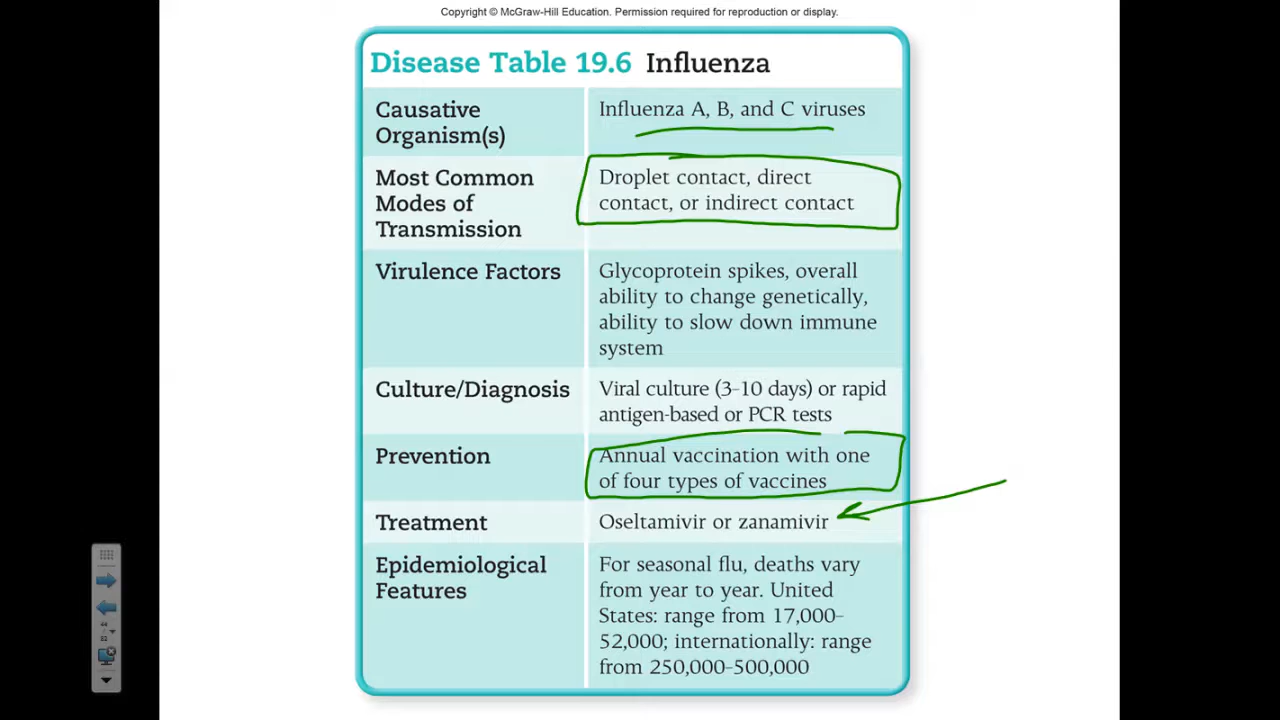 Copyright © McGraw-Hill Education. Permission required for reproduction or display.
Disease Table 19.6 Influenza
Causative
Organism(s)
Influenza A, B, and C viruses
Most Common
Modes of
Transmission
Droplet contact, direct
contact, or indirect contact
Virulence Factors
Glycoprotein spikes, overall
ability to change genetically,
ability to slow down immune
system
Culture/Diagnosis
Viral culture (3–10 days) or rapid
antigen-based or PCR tests
Prevention
Annual vaccination with one
of four types of vaccines
Treatment
Oseltamivir or zanamivir
Epidemiological
Features
For seasonal flu, deaths vary
from year to year. United
States: range from 17,000–
52,000; internationally: range
from 250,000–500,000